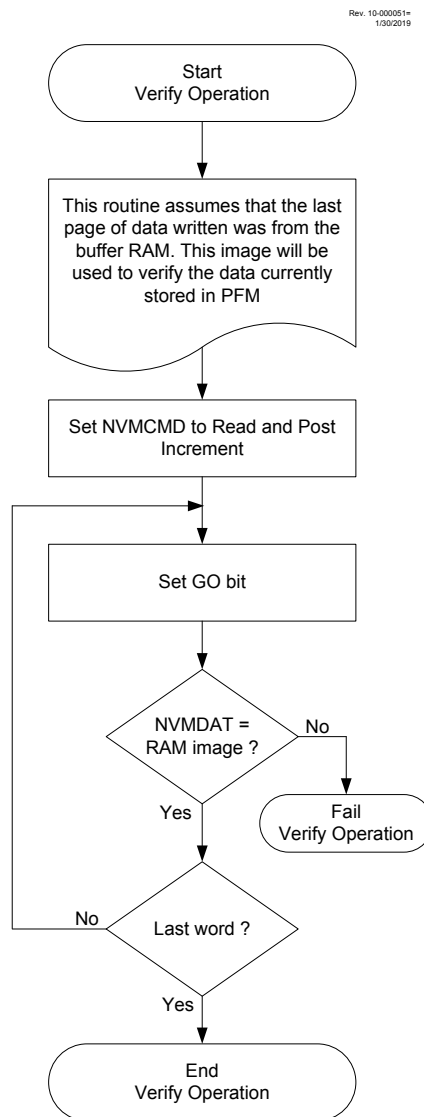 Rev. 10-000051=
1/30/2019
Start
Verify Operation
This routine assumes that the last
page of data written was from the
buffer RAM. This image will be
used to verify the data currently
stored in PFM
Set NVMCMD to Read and Post
Increment
Set GO bit
NVMDAT =
RAM image ?
No
Yes
Fail
Verify Operation
No
Last word ?
Yes
End
Verify Operation